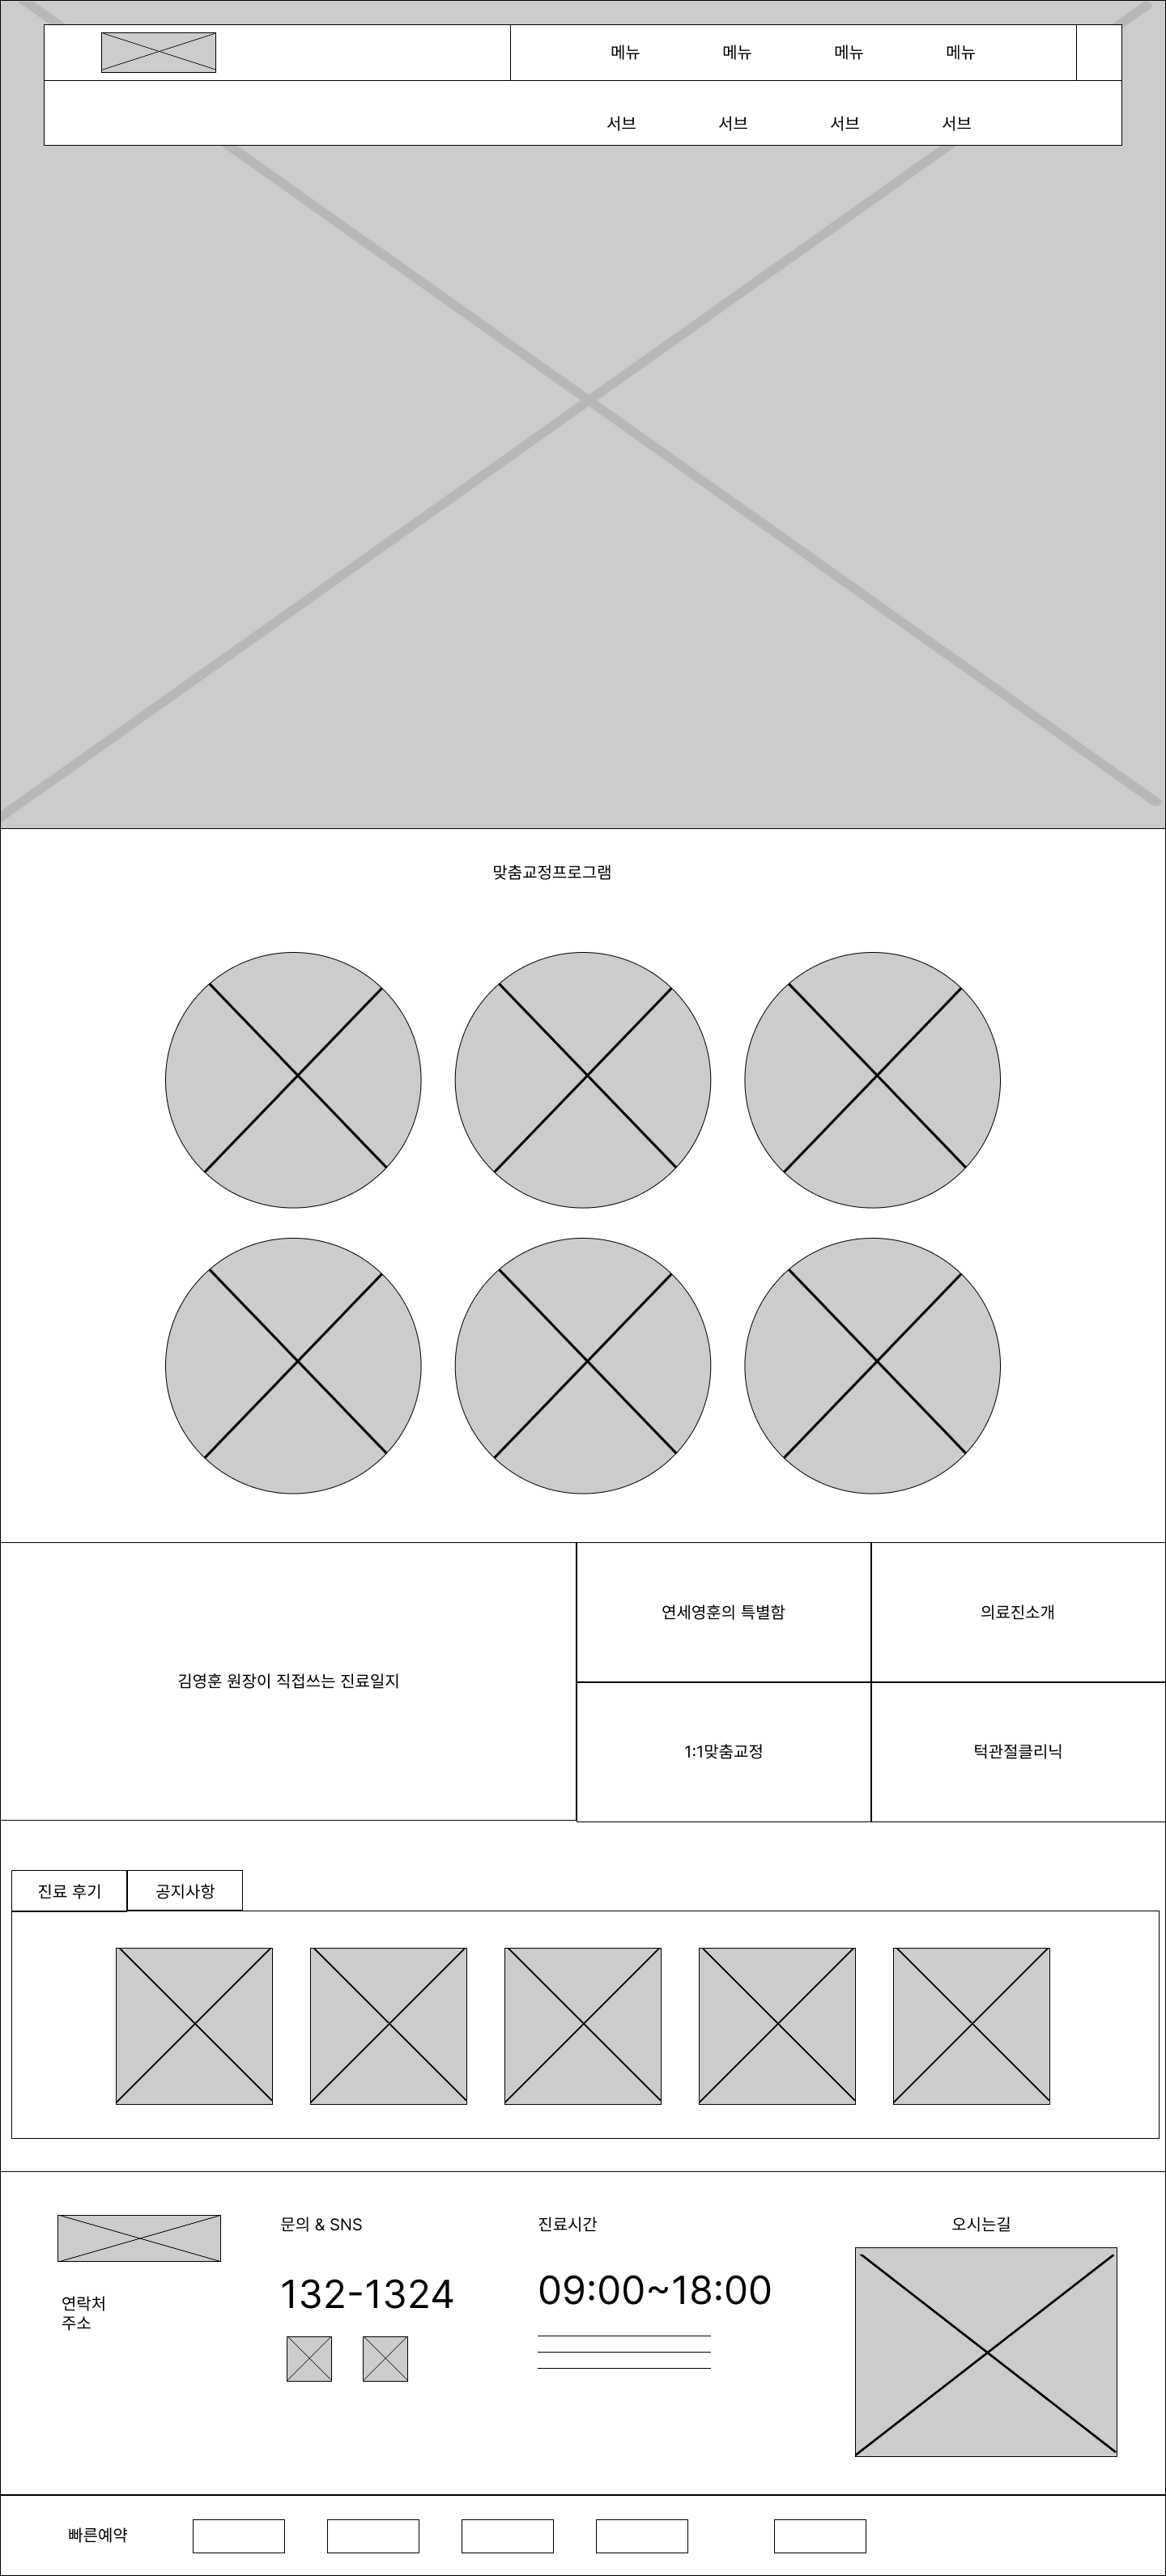 메뉴 메뉴 메뉴 메뉴
서브 서브 서브 서브
맞춤교정프로그램
연세영훈의 특별함
의료진소개
김영훈 원장이 직접쓰는 진료일지
1:1맞춤교정
턱관절클리닉
진료 후기
공지사항
문의 & SNS
진료시간
오시는길
132-1324
09:00~18:00
연락처
주소
빠른예약